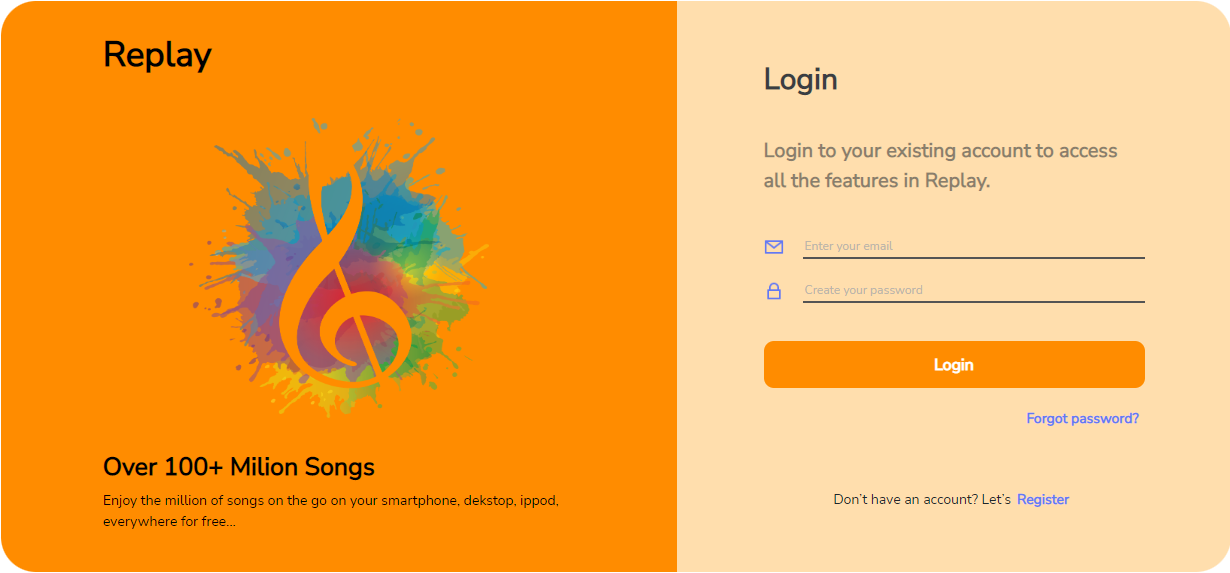 Replay
Over 100+ Milion Songs
Enjoy the million of songs on the go on your smartphone, dekstop, ippod,
everywhere for free...
Login
Login to your existing account to access
all the features in Replay.
Enter your email
Create your password
Login
Forgot password?
Don't have an account? Let's Register